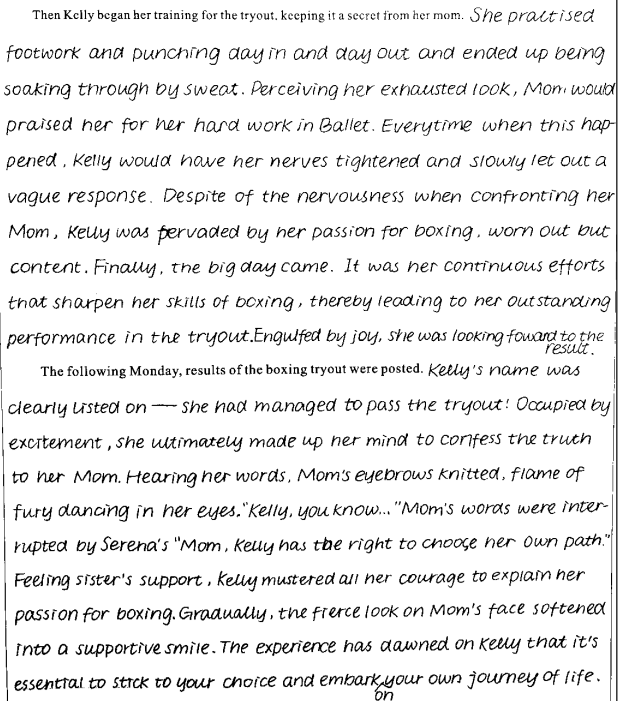 Then Kelly began her training for the tryout, keeping it a secret from her mom. She practised
footwork and punching day in and day out and ended up being
soaking through by sweat. Perceiving her exhausted look, Mom would
praised her for her hard work in Ballet. Everytime when this hap-
pened, Kelly would have her nerves tightened and slowly let out a
vague response. Despite of the nervousness when confronting her
Mom, Kelly was pervaded by her passion for boxing, worn out but
content. Finally, the big day came. It was her continuous efforts
that sharpen her skills of boxing, thereby leading to her outstanding
performance in the tryout. Engulfed by joy, she was looking foward to the
result.
The following Monday, results of the boxing tryout were posted. Kelly's name was
clearly listed on — she had managed to pass the tryout! Occupied by
excitement, she ultimately made up her mind to confess the truth
to her Mom. Hearing her words, Mom's eyebrows knitted, flame of
fury dancing in her eyes. "Kelly, you know... "Mom's words were inter-
rupted by Serena's "Mom, Kelly has the right to choose her own path."
Feeling sister's support, Kelly mustered all her courage to explain her
passion for boxing. Gradually, the fierce look on Mom's face softened
into a supportive smile. The experience has dawned on Kelly that it's
essential to stick to your choice and embark on your own journey of life.